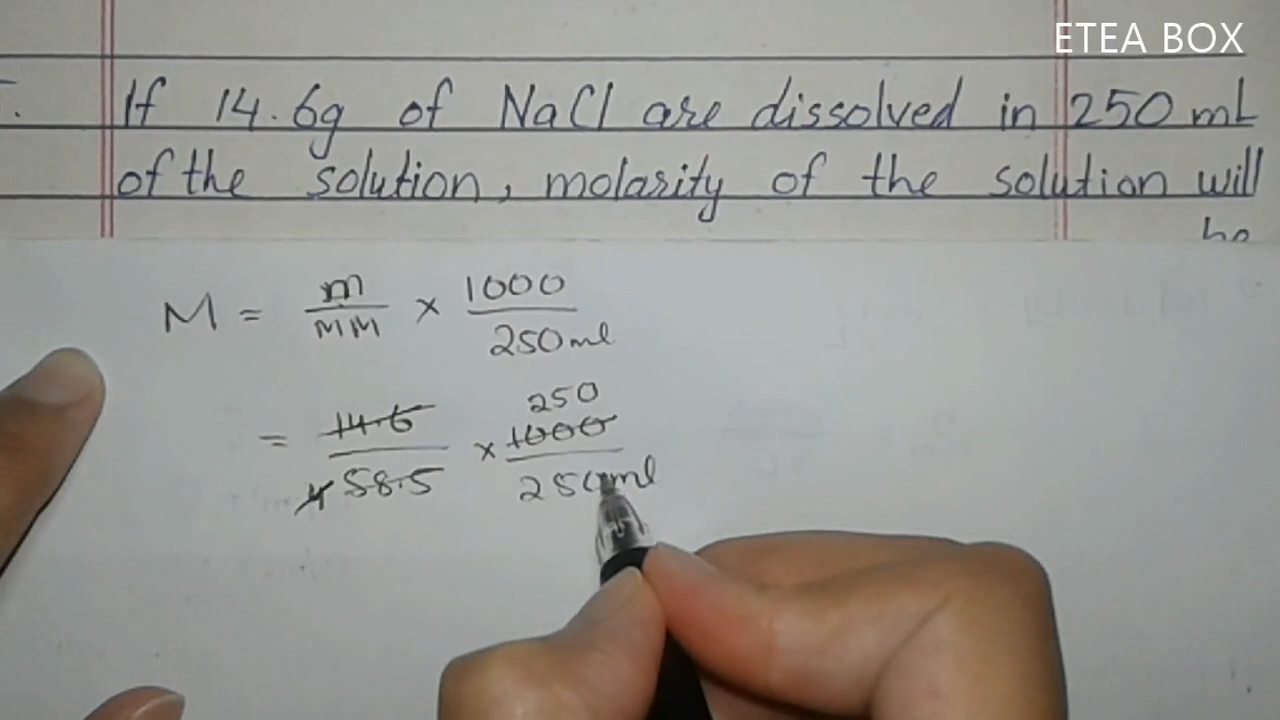 ETEA BOX
If 14.6g of NaCl are dissolved in 250 mL
of the solution, molarity of the solution will
be
M = m/MM × 1000/250ml
250
= 14.6/4 58.5 × 1000/250ml